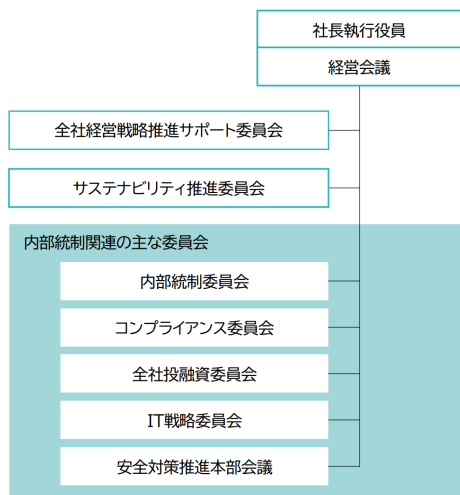 社長執行役員
経営会議
全社経営戦略推進サポート委員会
サステナビリティ推進委員会
内部統制関連の主な委員会
内部統制委員会
コンプライアンス委員会
全社投融資委員会
IT戦略委員会
安全対策推進本部会議